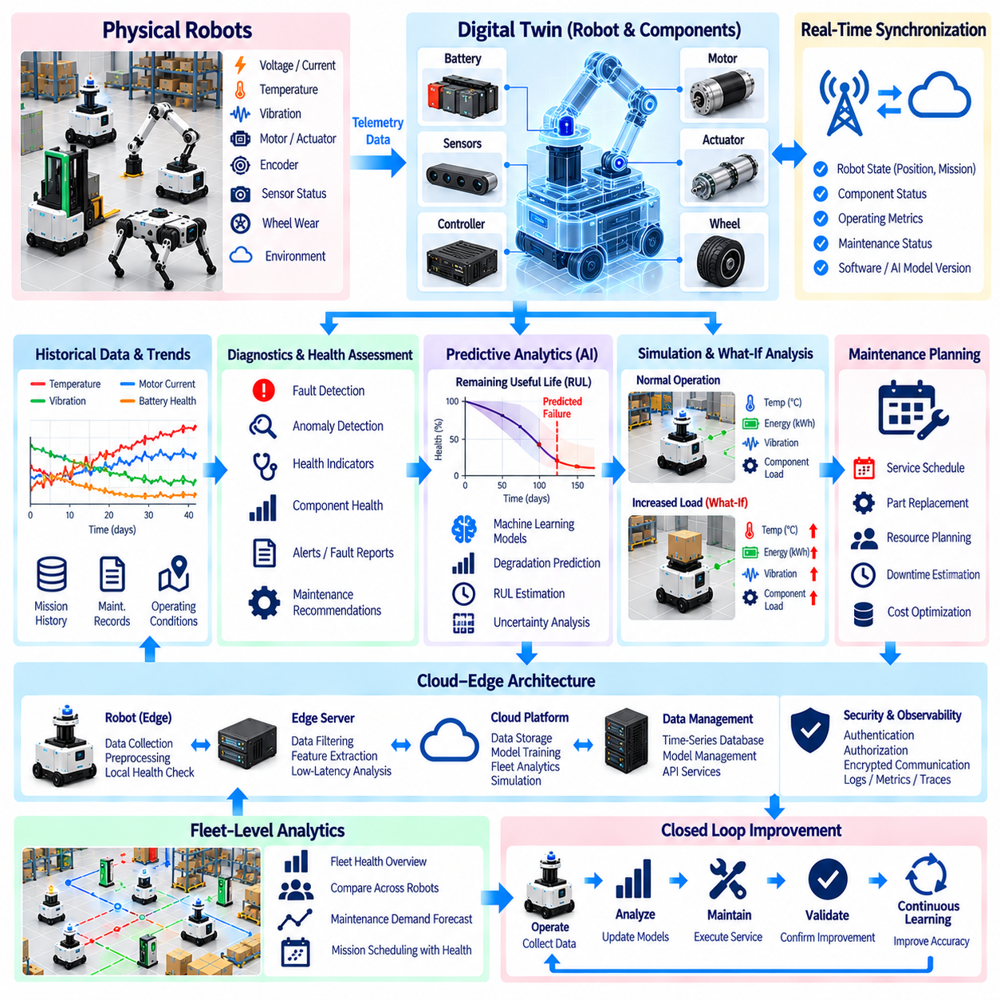 Physical Robots
Voltage / Current
Temperature
Vibration
Motor / Actuator
Encoder
Sensor Status
Wheel Wear
Environment
Telemetry
Data
Digital Twin (Robot & Components)
Battery
Sensors
Controller
Motor
Actuator
Wheel
Real-Time Synchronization
Robot State (Position, Mission)
Component Status
Operating Metrics
Maintenance Status
Software / AI Model Version
Historical Data & Trends
Temperature
Motor Current
Vibration
Battery Health
0
10
20
30
40
Time (days)
Mission
History
Maint.
Records
Operating
Conditions
Diagnostics & Health Assessment
Fault Detection
Anomaly Detection
Health Indicators
Component Health
Alerts / Fault Reports
Maintenance
Recommendations
Predictive Analytics (AI)
Remaining Useful Life (RUL)
Predicted
Failure
Health (%)
100
50
0
0
50
100
150
Time (days)
Machine Learning
Models
Degradation Prediction
RUL Estimation
Uncertainty Analysis
Simulation & What-If Analysis
Normal Operation
Temp (°C)
Energy (kWh)
Vibration
Component
Load
Increased Load (What-If)
Temp (°C)
Energy (kWh)
Vibration
Component
Load
Maintenance Planning
Service Schedule
Part Replacement
Resource Planning
Downtime Estimation
Cost Optimization
Cloud–Edge Architecture
Robot (Edge)
Data Collection
Preprocessing
Local Health Check
Edge Server
Data Filtering
Feature Extraction
Low-Latency Analysis
Cloud Platform
Data Storage
Model Training
Fleet Analytics
Simulation
Data Management
Time-Series Database
Model Management
API Services
Security & Observability
Authentication
Authorization
Encrypted Communication
Logs / Metrics / Traces
Fleet–Level Analytics
Fleet Health Overview
Compare Across Robots
Maintenance Demand Forecast
Mission Scheduling with Health
Closed Loop Improvement
Operate
Collect Data
Analyze
Update Models
Maintain
Execute Service
Validate
Confirm Improvement
Continuous
Learning
Improve Accuracy